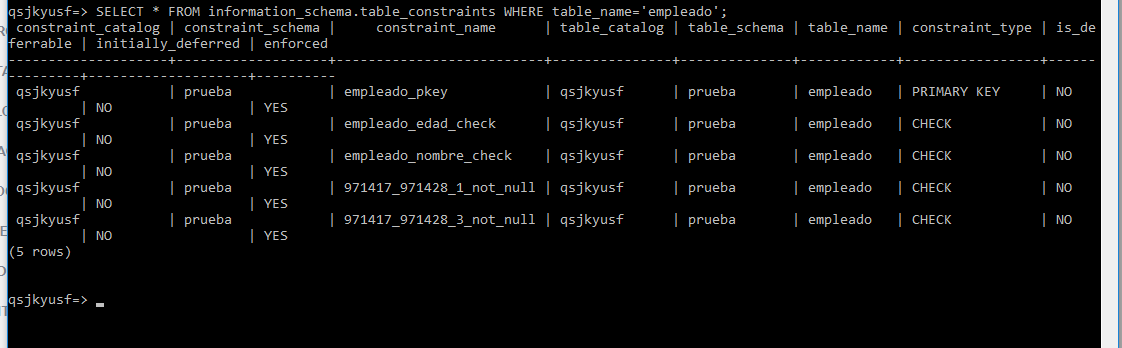 qsjkyusf=> SELECT * FROM information_schema.table_constraints WHERE table_name='empleado';
 constraint_catalog | constraint_schema |     constraint_name      | table_catalog | table_schema | table_name | constraint_type | is_de
ferrable | initially_deferred | enforced
--------------------+-------------------+--------------------------+---------------+--------------+------------+-----------------+------
---------+--------------------+----------
 qsjkyusf           | prueba            | empleado_pkey            | qsjkyusf      | prueba       | empleado   | PRIMARY KEY     | NO
         | NO                 | YES
 qsjkyusf           | prueba            | empleado_edad_check      | qsjkyusf      | prueba       | empleado   | CHECK           | NO
         | NO                 | YES
 qsjkyusf           | prueba            | empleado_nombre_check    | qsjkyusf      | prueba       | empleado   | CHECK           | NO
         | NO                 | YES
 qsjkyusf           | prueba            | 971417_971428_1_not_null | qsjkyusf      | prueba       | empleado   | CHECK           | NO
         | NO                 | YES
 qsjkyusf           | prueba            | 971417_971428_3_not_null | qsjkyusf      | prueba       | empleado   | CHECK           | NO
         | NO                 | YES
(5 rows)
qsjkyusf=> _